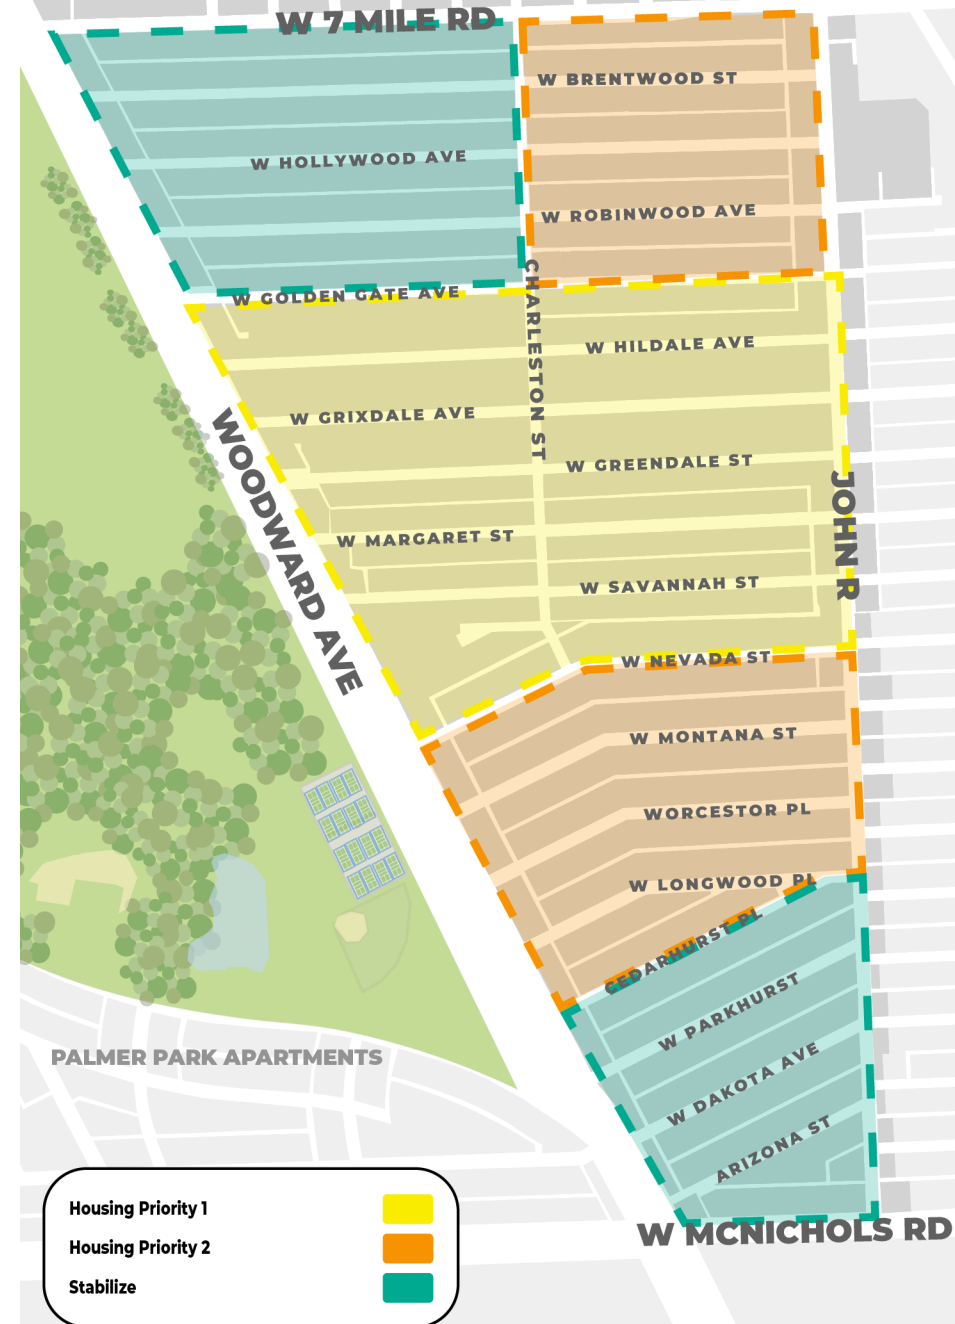 W 7 MILE RD
W BRENTWOOD ST
W HOLLYWOOD AVE
W ROBINWOOD AVE
W GOLDEN GATE AVE
CHARLESTON ST
W HILDALE AVE
W GRIXDALE AVE
W GREENDALE ST
WOODWARD AVE
JOHN R
W MARGARET ST
W SAVANNAH ST
W NEVADA ST
W MONTANA ST
WORCESTOR PL
W LONGWOOD PL
CEDARHURST PL
W PARKHURST
PALMER PARK APARTMENTS
W DAKOTA AVE
ARIZONA ST
W MCNICHOLS RD
Housing Priority 1
Housing Priority 2
Stabilize